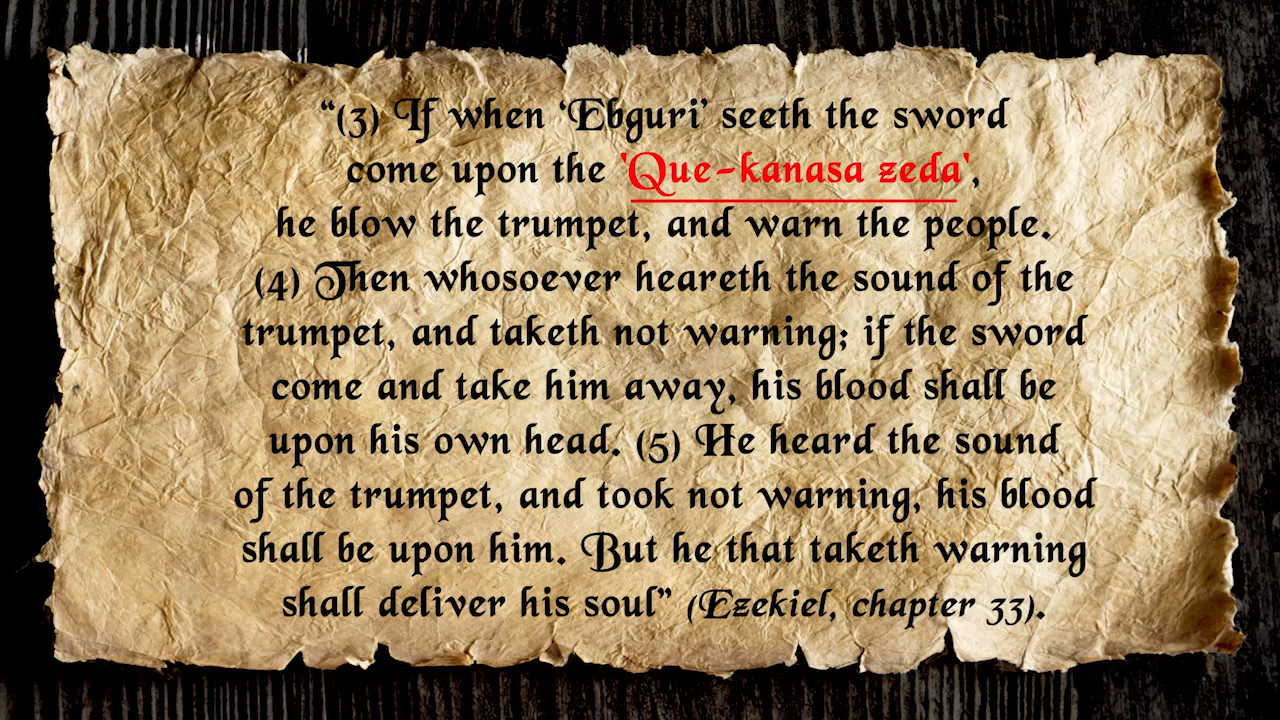 “(3) If when ‘Ebguri’ seeth the sword
come upon the 'Que-kanasa zeda',
he blow the trumpet, and warn the people.
(4) Then whosoever heareth the sound of the
trumpet, and taketh not warning; if the sword
come and take him away, his blood shall be
upon his own head. (5) He heard the sound
of the trumpet, and took not warning, his blood
shall be upon him. But he that taketh warning
shall deliver his soul” (Ezekiel, chapter 33).